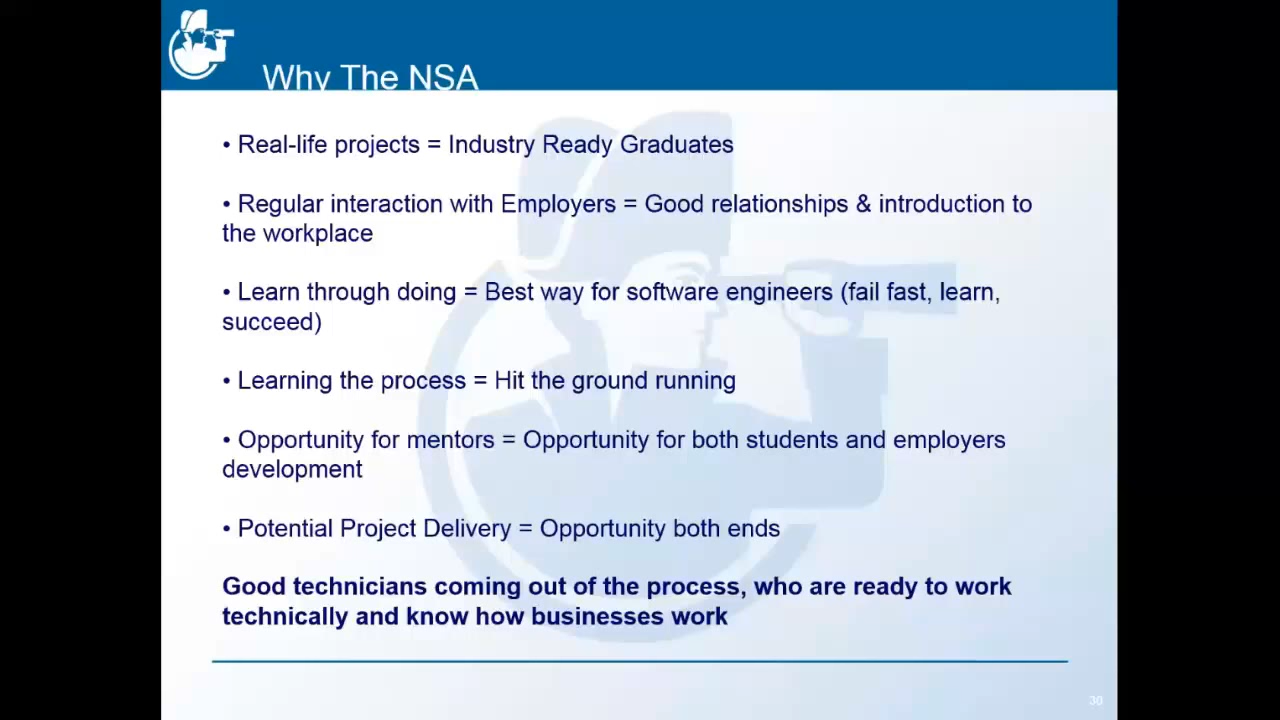 Why The NSA
• Real-life projects = Industry Ready Graduates
• Regular interaction with Employers = Good relationships & introduction to
the workplace
• Learn through doing = Best way for software engineers (fail fast, learn,
succeed)
• Learning the process = Hit the ground running
• Opportunity for mentors = Opportunity for both students and employers
development
• Potential Project Delivery = Opportunity both ends
Good technicians coming out of the process, who are ready to work
technically and know how businesses work
30